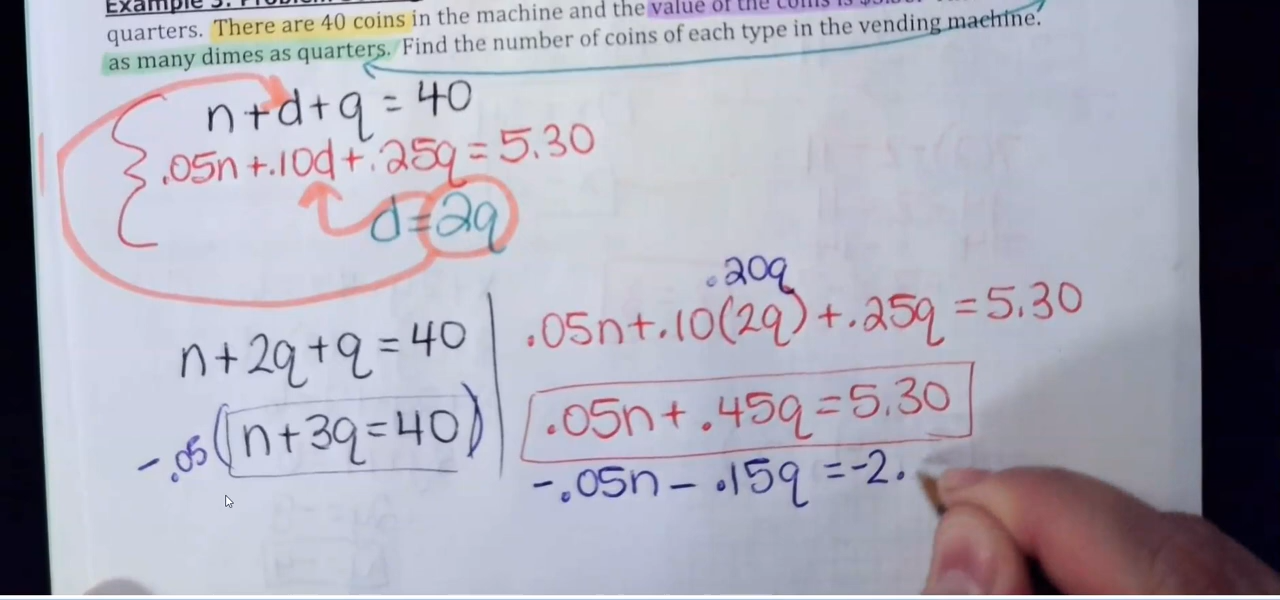 Example 3:
quarters. There are 40 coins in the machine and the value of the coins is
as many dimes as quarters. Find the number of coins of each type in the vending machine.
n+d+q = 40
.05n+.10d+.25q=5.30
d=2q
n+2q+q=40
-.05(n+3q=40)
.20q
.05n+.10(2q)+.25q=5.30
.05n+.45q=5.30
-.05n-.15q=-2.